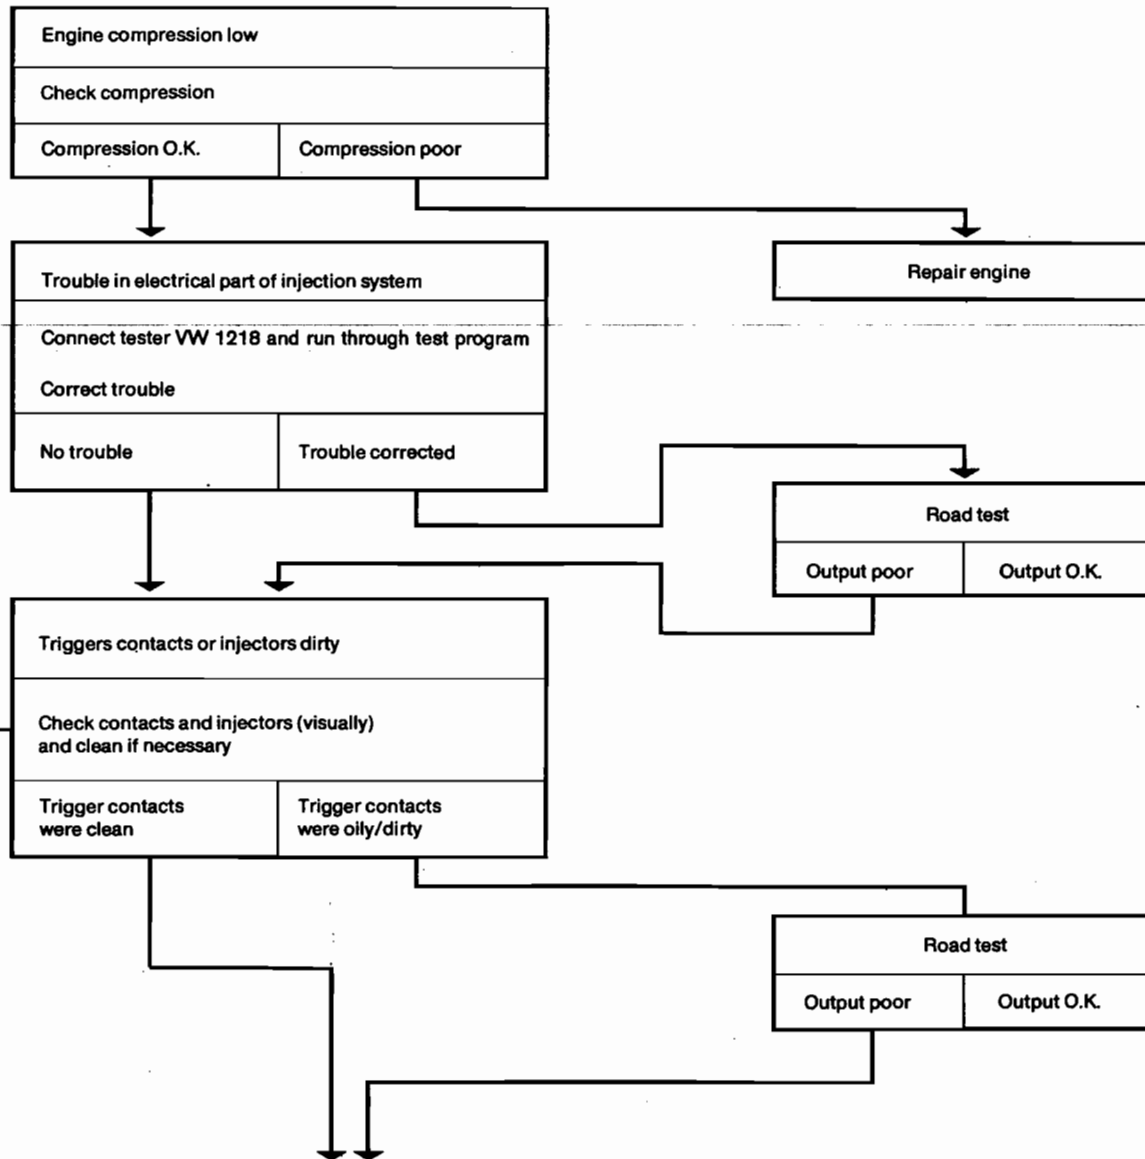 Engine compression low
Check compression
Compression O.K.
Compression poor
Trouble in electrical part of injection system
Repair engine
Connect tester VW 1218 and run through test program
Correct trouble
No trouble
Trouble corrected
Road test
Output poor
Output O.K.
Triggers contacts or injectors dirty
Check contacts and injectors (visually)
and clean if necessary
Trigger contacts
were clean
Trigger contacts
were oily/dirty
Road test
Output poor
Output O.K.